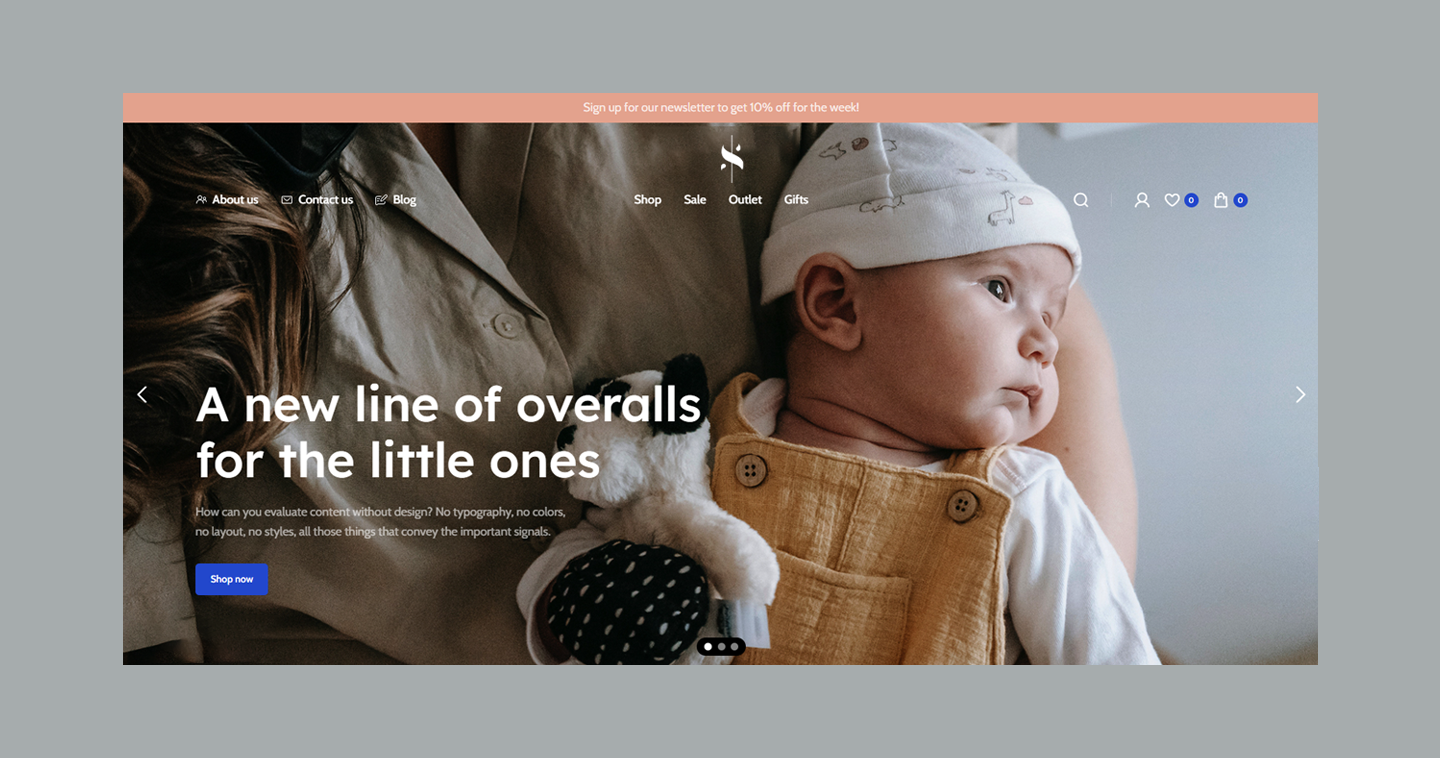 Sign up for our newsletter to get 10% off for the week!
About us Contact us Blog Shop Sale Outlet Gifts 0 0
A new line of overalls
for the little ones
How can you evaluate content without design? No typography, no colors,
no layout, no styles, all those things that convey the important signals.
Shop now